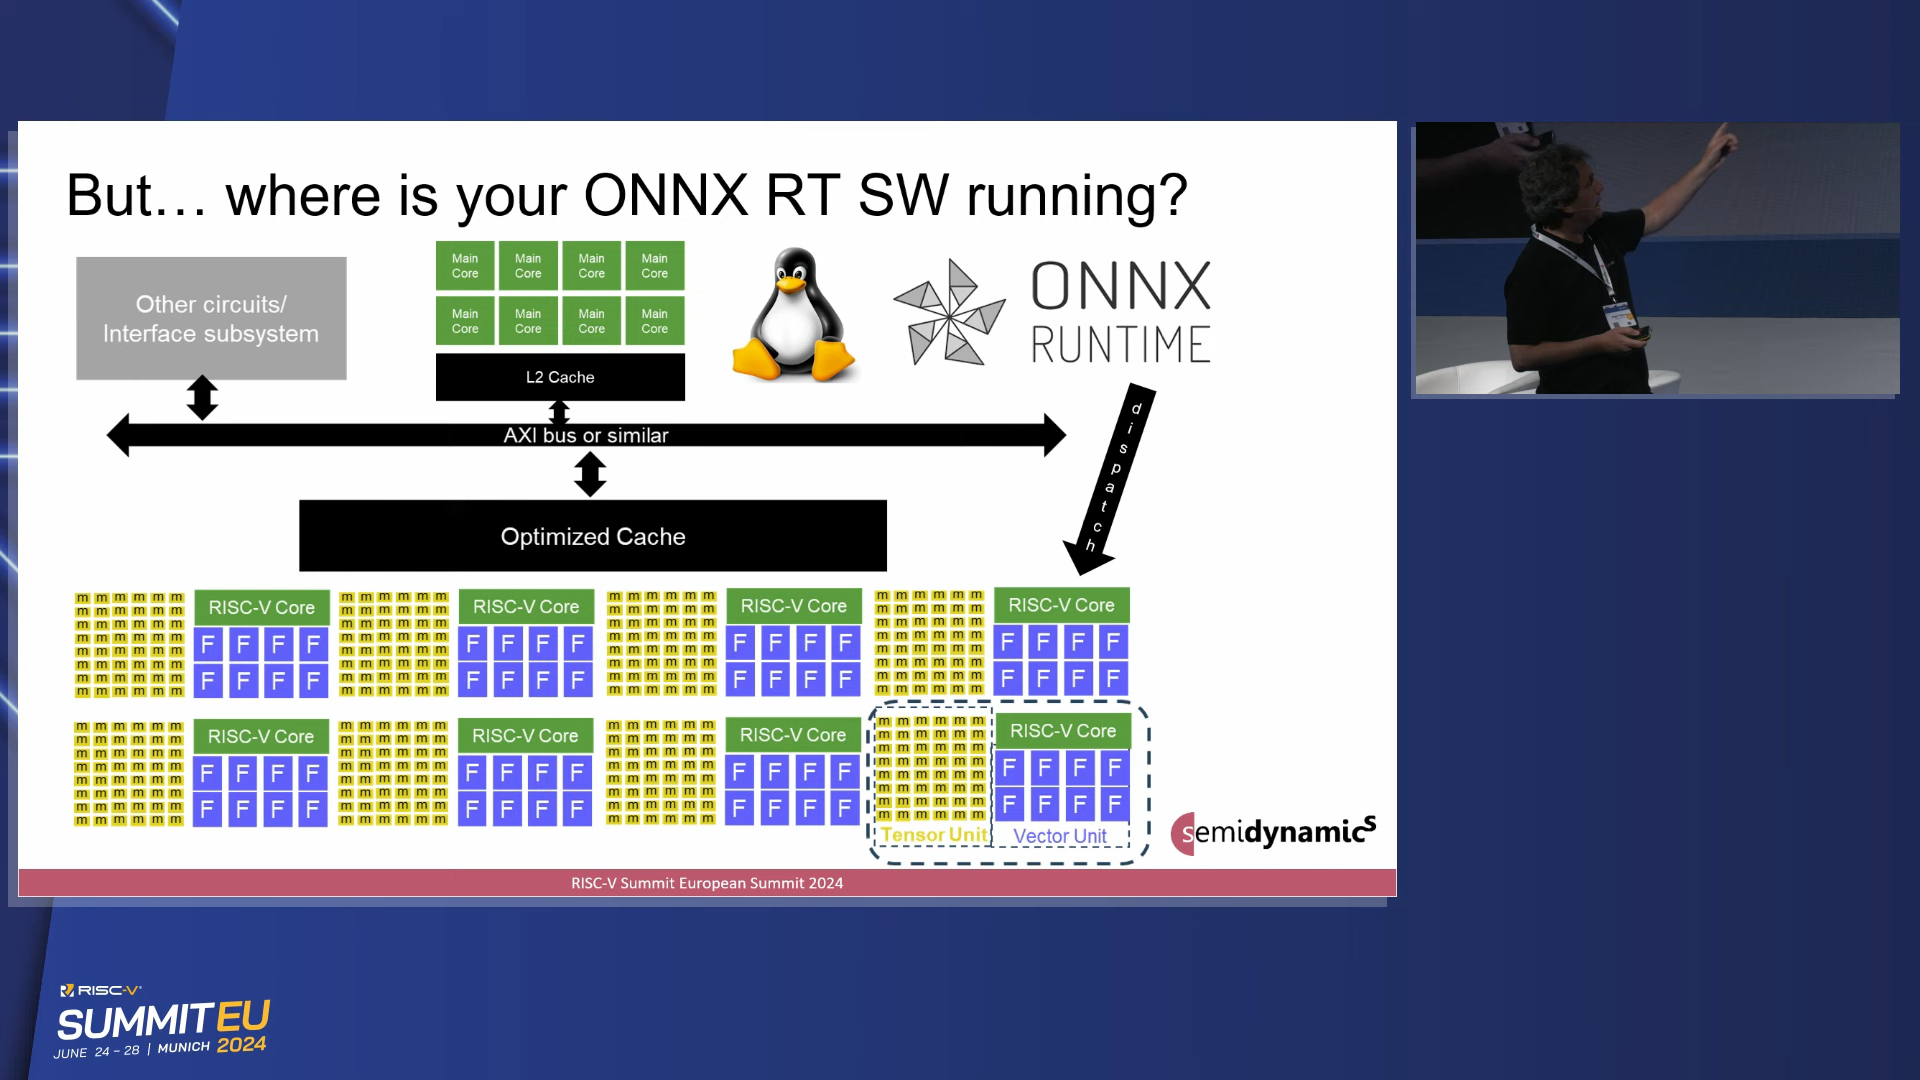 But… where is your ONNX RT SW running?
Other circuits/
Interface subsystem
Main Core Main Core Main Core Main Core
Main Core Main Core Main Core Main Core
L2 Cache
ONNX
RUNTIME
dispatch
AXI bus or similar
Optimized Cache
RISC-V Core RISC-V Core RISC-V Core RISC-V Core
F F F F F F F F F F F F F F F F
F F F F F F F F F F F F F F F F
RISC-V Core RISC-V Core RISC-V Core RISC-V Core
F F F F F F F F F F F F F F F F
F F F F F F F F F F F F F F F F
Tensor Unit Vector Unit
semidynamics
RISC-V Summit European Summit 2024
RISC-V
SUMMIT EU
JUNE 24 – 28 | MUNICH 2024